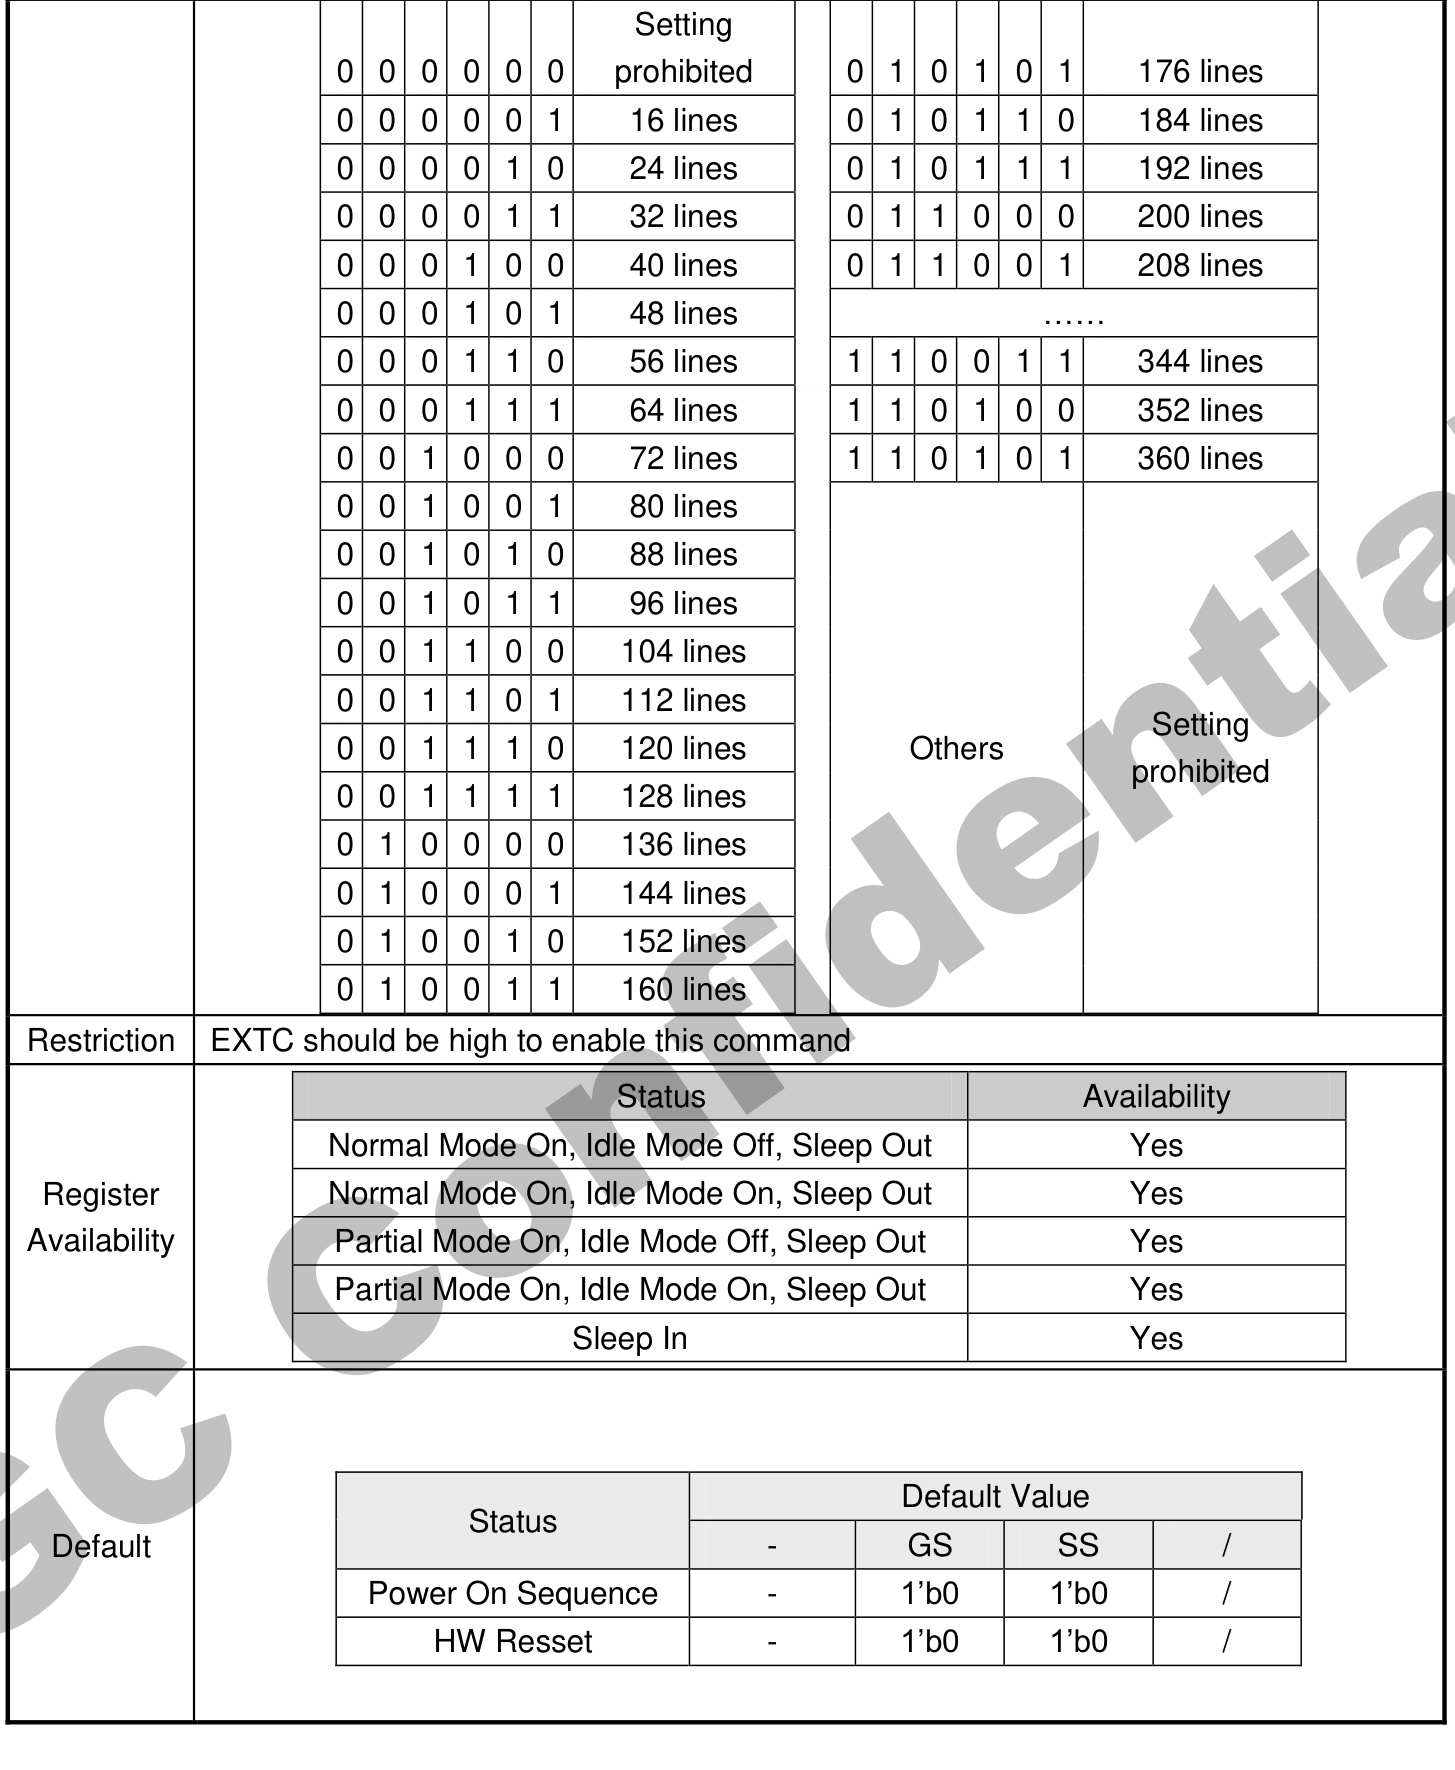 Setting
prohibited
0 0 0 0 0 0 0 1 0 1 0 1 176 lines
0 0 0 0 0 1 16 lines 0 1 0 1 1 0 184 lines
0 0 0 0 1 0 24 lines 0 1 0 1 1 1 192 lines
0 0 0 0 1 1 32 lines 0 1 1 0 0 0 200 lines
0 0 0 1 0 0 40 lines 0 1 1 0 0 1 208 lines
0 0 0 1 0 1 48 lines ……
0 0 0 1 1 0 56 lines 1 1 0 0 1 1 344 lines
0 0 0 1 1 1 64 lines 1 1 0 1 0 0 352 lines
0 0 1 0 0 0 72 lines 1 1 0 1 0 1 360 lines
0 0 1 0 0 1 80 lines
0 0 1 0 1 0 88 lines
0 0 1 0 1 1 96 lines
0 0 1 1 0 0 104 lines
0 0 1 1 0 1 112 lines
0 0 1 1 1 0 120 lines
0 0 1 1 1 1 128 lines
0 1 0 0 0 0 136 lines
0 1 0 0 0 1 144 lines
0 1 0 0 1 0 152 lines
0 1 0 0 1 1 160 lines
Others
Setting
prohibited
Restriction EXTC should be high to enable this command
Register
Availability
Status Availability
Normal Mode On, Idle Mode Off, Sleep Out Yes
Normal Mode On, Idle Mode On, Sleep Out Yes
Partial Mode On, Idle Mode Off, Sleep Out Yes
Partial Mode On, Idle Mode On, Sleep Out Yes
Sleep In Yes
Default
Status Default Value
- GS SS /
Power On Sequence - 1’b0 1’b0 /
HW Resset - 1’b0 1’b0 /
GC Confidential